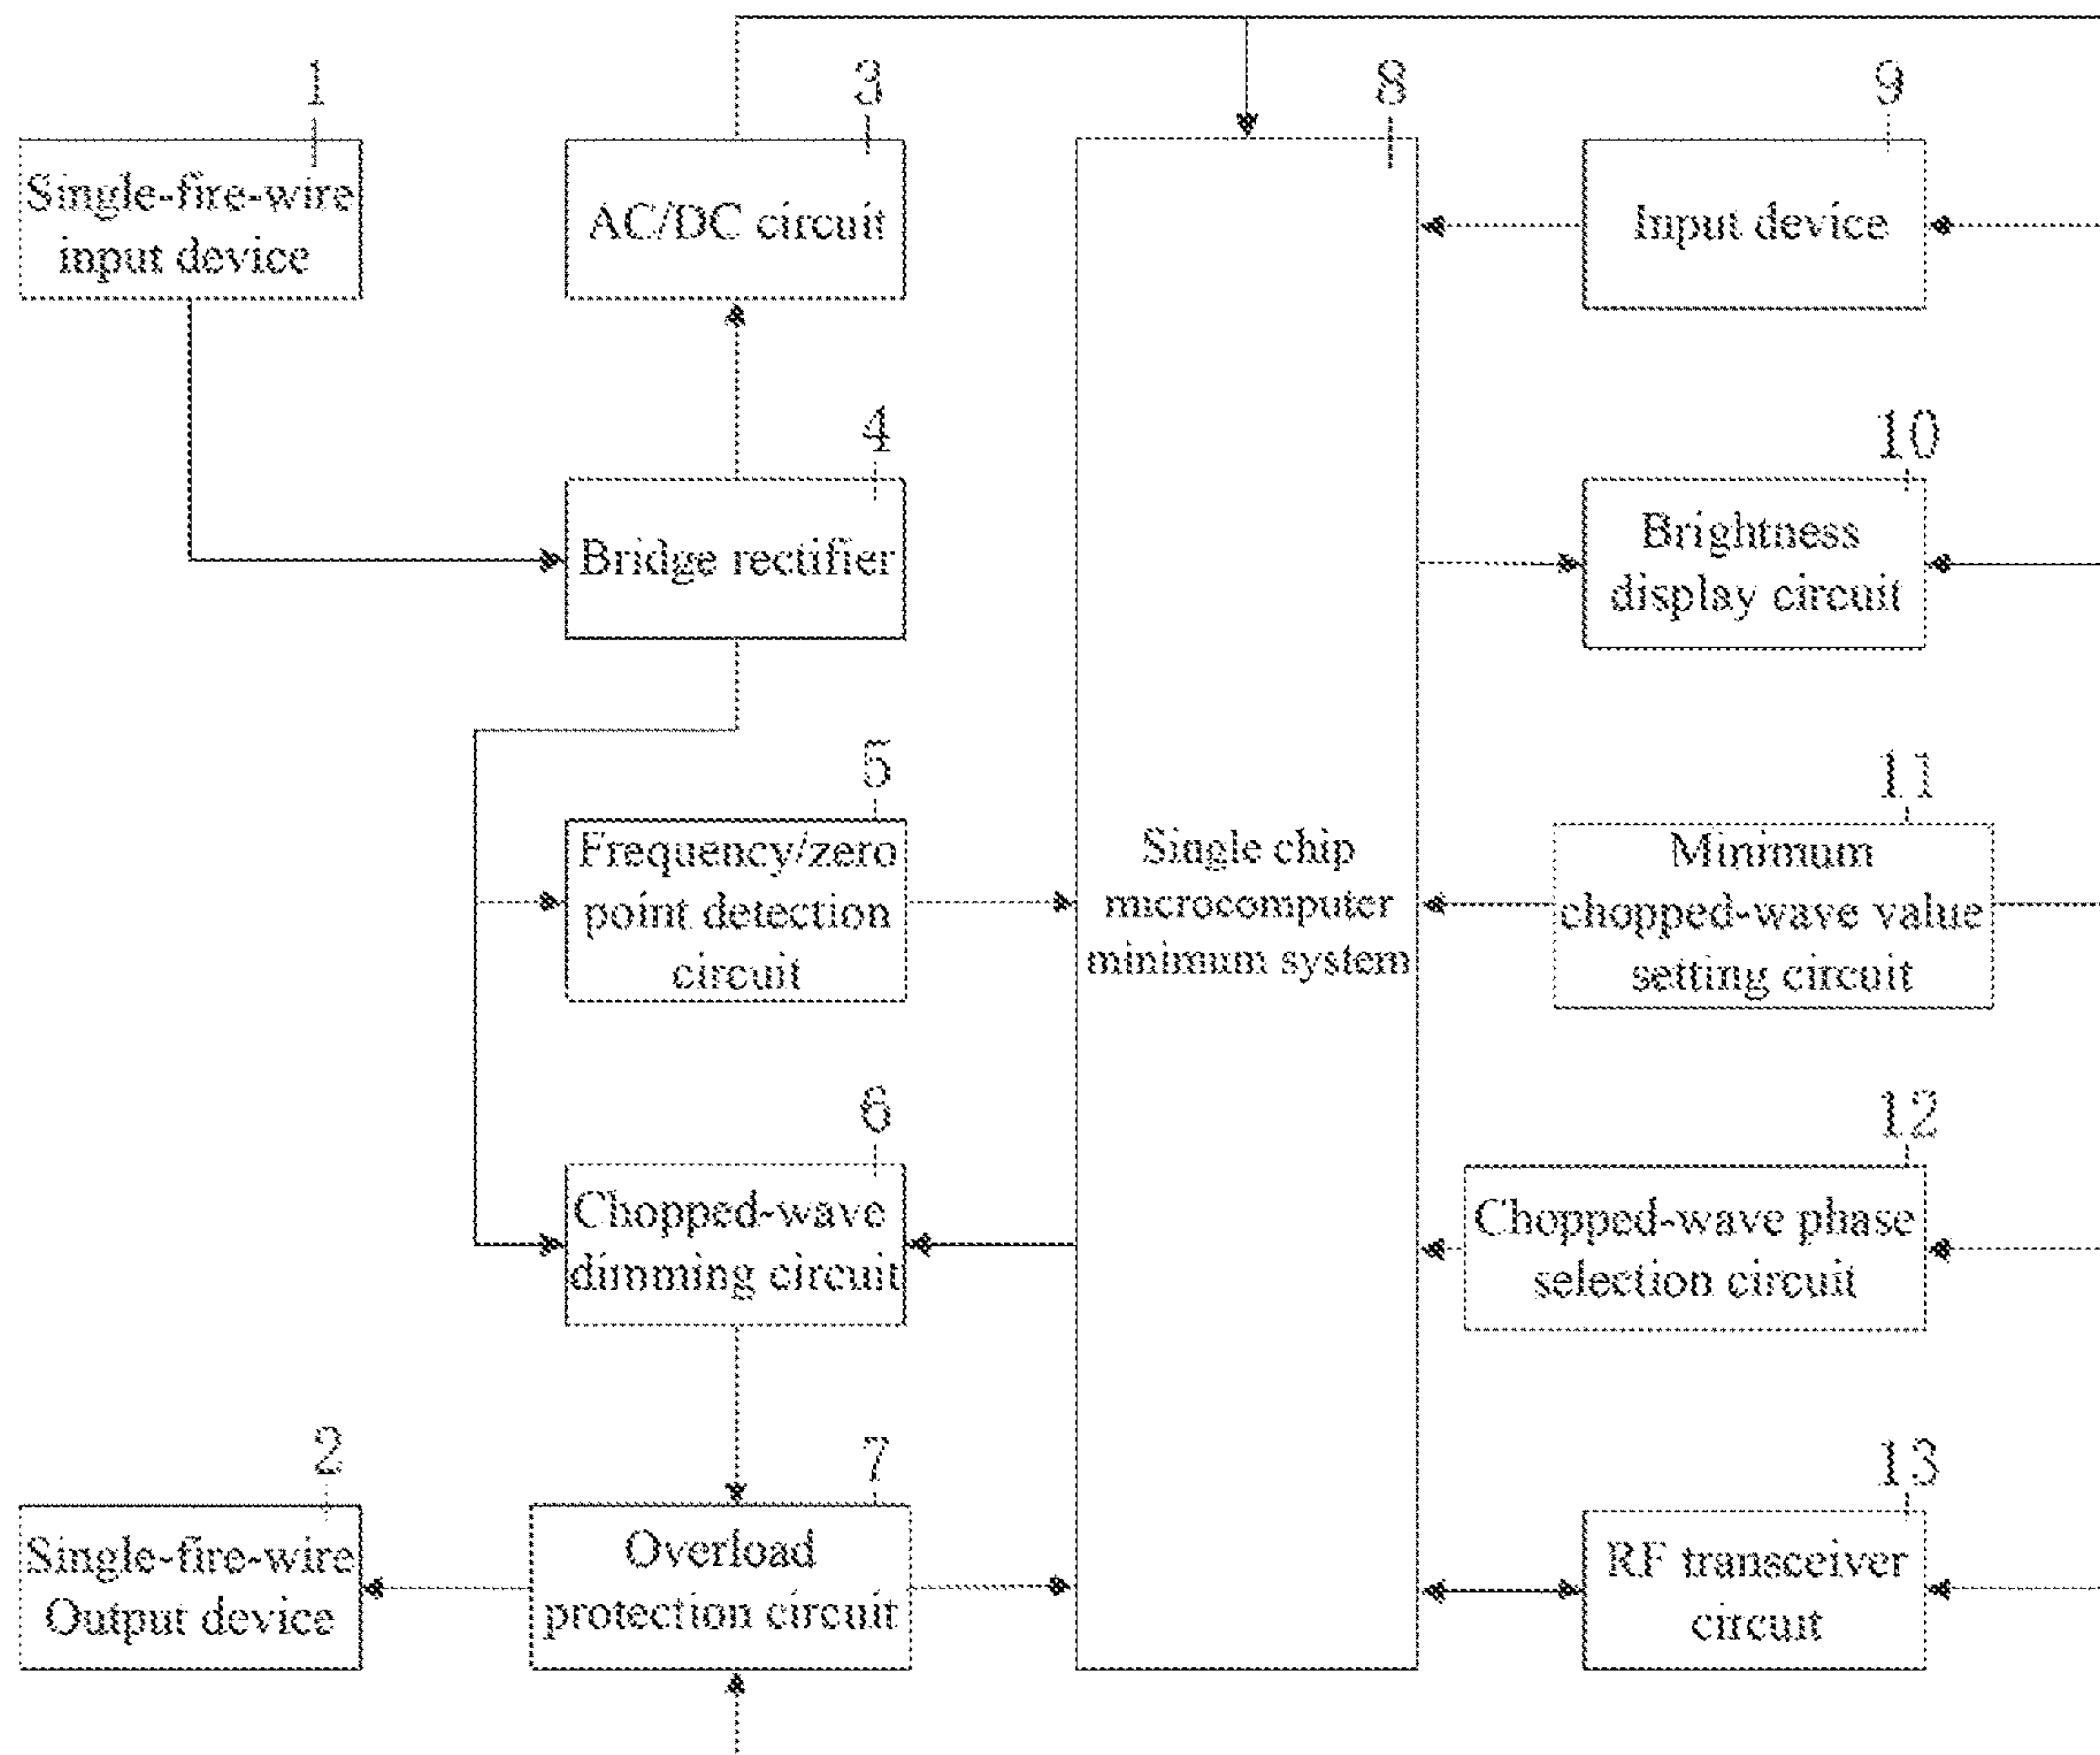 1
Single-fire-wire
input device
3
AC/DC circuit
4
Bridge rectifier
5
Frequency/zero
point detection
circuit
6
Chopped-wave
dimming circuit
2
Single-fire-wire
Output device
7
Overload
protection circuit
8
Single chip
microcomputer
minimum system
9
Input device
10
Brightness
display circuit
11
Minimum
chopped-wave value
setting circuit
12
Chopped-wave phase
selection circuit
13
RF transceiver
circuit